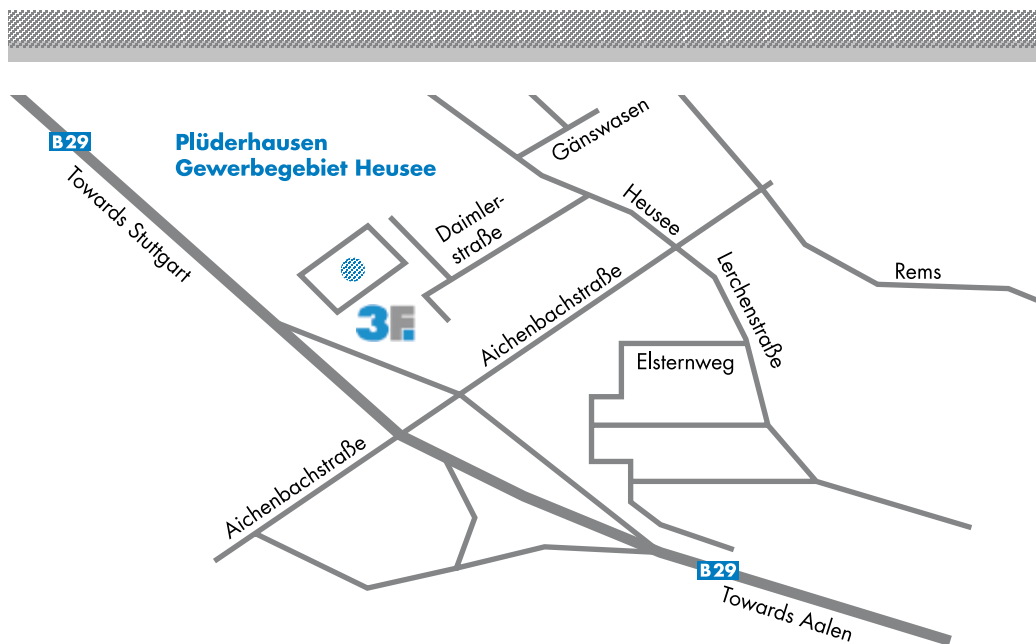 B29
Towards Stuttgart
Plüderhausen
Gewerbegebiet Heusee
Gänswasen
Heusee
Daimler-
straße
Lerchenstraße
Rems
Aichenbachstraße
3F.
Elsternweg
Aichenbachstraße
B29
Towards Aalen